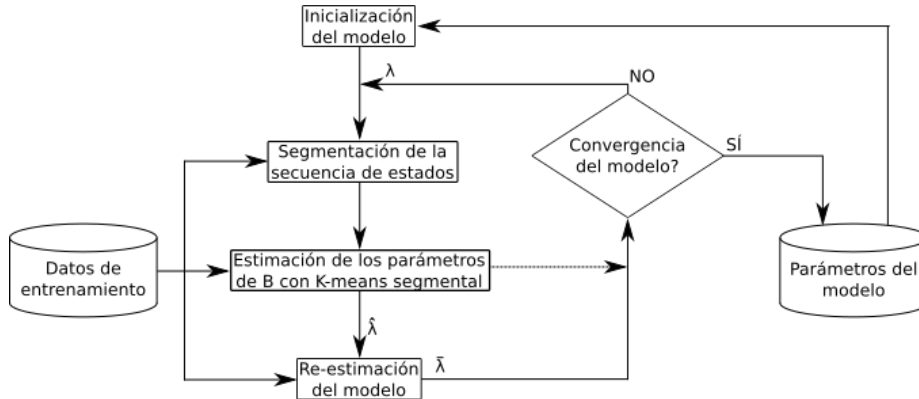 Inicialización
del modelo
λ
NO
Segmentación de la
secuencia de estados
Convergencia
del modelo?
SÍ
Datos de
entrenamiento
Estimación de los parámetros
de B con K-means segmental
Parámetros del
modelo
λ̂
Re-estimación
del modelo
λ̄